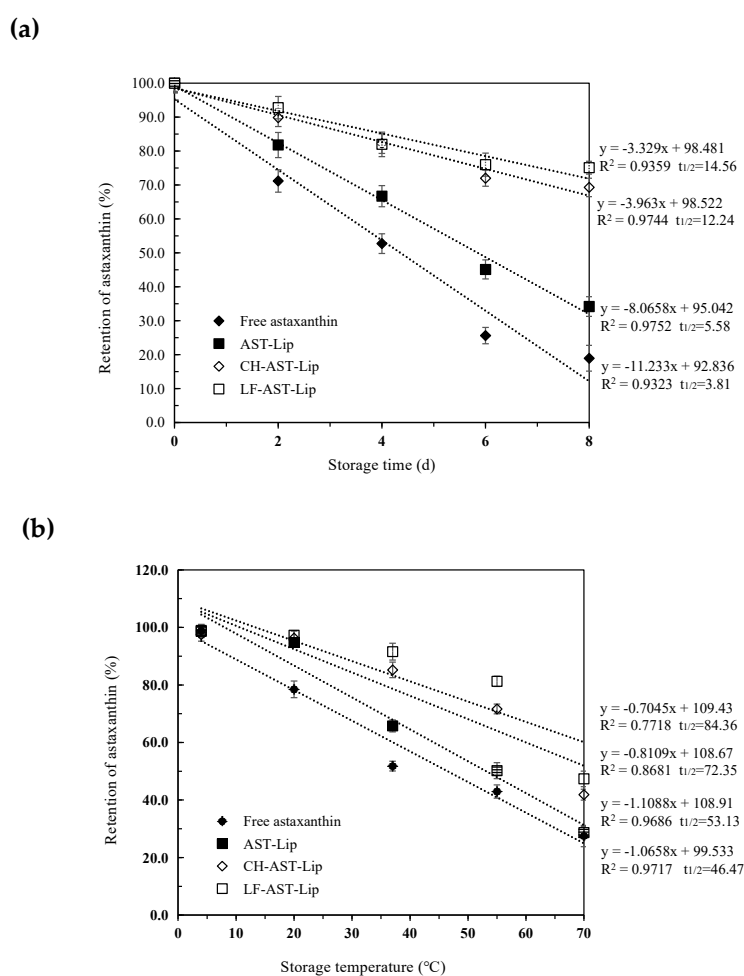 (a)
100.0
90.0
80.0
70.0
60.0
50.0
40.0
30.0
20.0
10.0
0.0
Retention of astaxanthin (%)
0 2 4 6 8
Storage time (d)
Free astaxanthin
AST-Lip
CH-AST-Lip
LF-AST-Lip
y = -3.329x + 98.481
R² = 0.9359 t1/2=14.56
y = -3.963x + 98.522
R² = 0.9744 t1/2=12.24
y = -8.0658x + 95.042
R² = 0.9752 t1/2=5.58
y = -11.233x + 92.836
R² = 0.9323 t1/2=3.81
(b)
120.0
100.0
80.0
60.0
40.0
20.0
0.0
Retention of astaxanthin (%)
0 10 20 30 40 50 60 70
Storage temperature (℃)
Free astaxanthin
AST-Lip
CH-AST-Lip
LF-AST-Lip
y = -0.7045x + 109.43
R² = 0.7718 t1/2=84.36
y = -0.8109x + 108.67
R² = 0.8681 t1/2=72.35
y = -1.1088x + 108.91
R² = 0.9686 t1/2=53.13
y = -1.0658x + 99.533
R² = 0.9717 t1/2=46.47